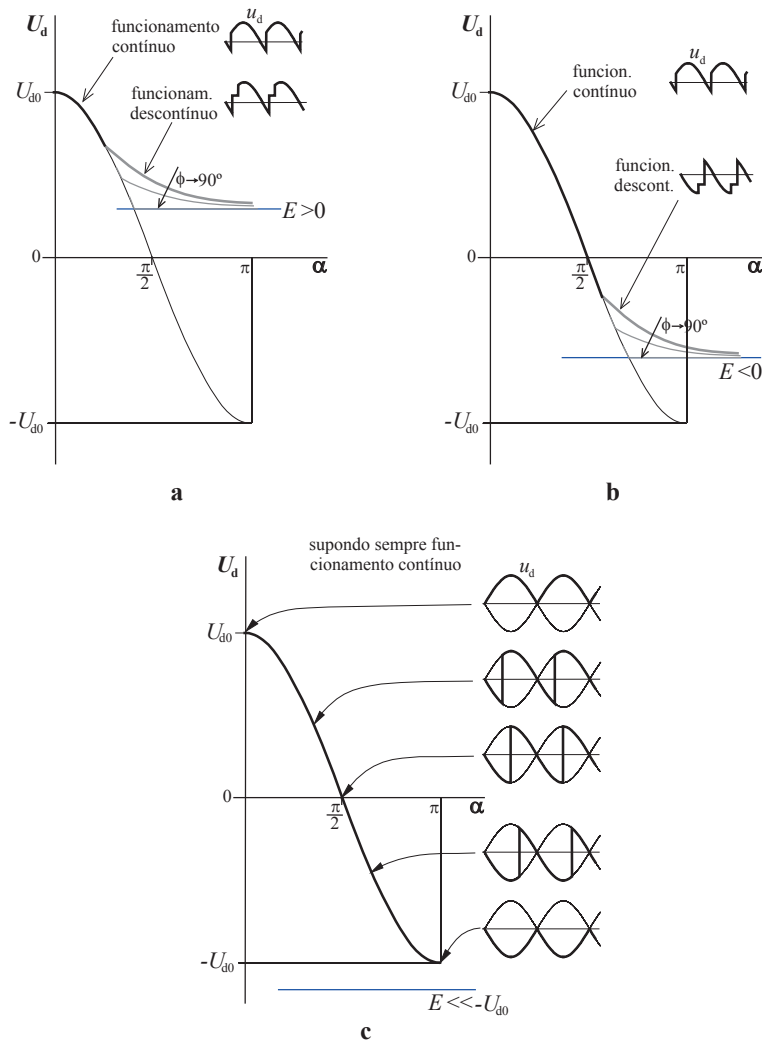 U_d
u_d
funcionamento
contínuo
funcionam.
descontínuo
U_d0
ϕ→90º
E >0
0
π/2
π
α
-U_d0
a
U_d
u_d
funcion.
contínuo
U_d0
funcion.
descont.
0
π/2
π
α
ϕ→90º
E <0
-U_d0
b
supondo sempre fun-
cionamento contínuo
U_d
u_d
U_d0
0
π/2
π
α
-U_d0
E <<-U_d0
c